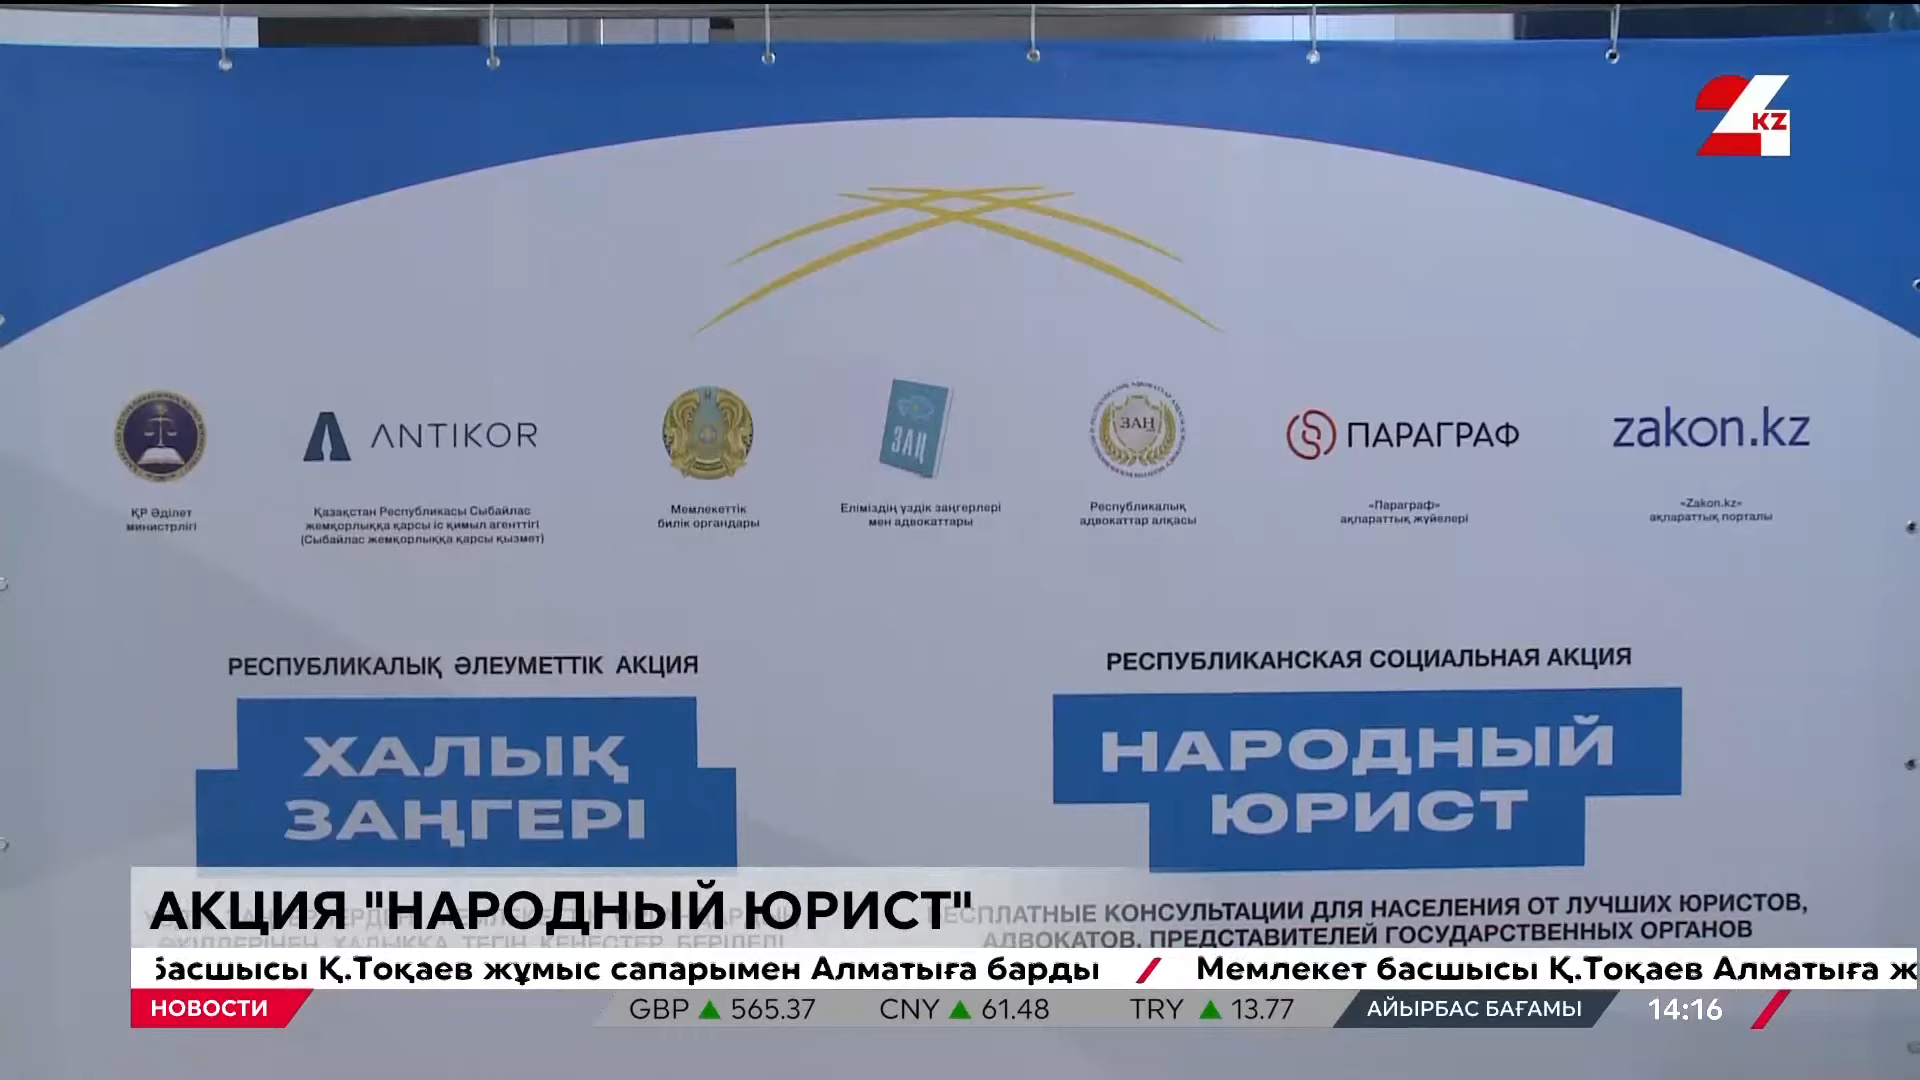 24 KZ
ANTIKOR
ЗАҢ
ЗАҢ
ПАРАГРАФ
zakon.kz
ҚР Әділет
министрлігі
Қазақстан Республикасы Сыбайлас
жемқорлыққа қарсы іс қимыл агенттігі
(Сыбайлас жемқорлыққа қарсы қызмет)
Мемлекеттік
билік органдары
Еліміздің үздік заңгерлері
мен адвокаттары
Республикалық
адвокаттар алқасы
«Параграф»
ақпараттық жүйелері
«Zakon.kz»
ақпараттық порталы
РЕСПУБЛИКАЛЫҚ ӘЛЕУМЕТТІК АКЦИЯ
ХАЛЫҚ
ЗАҢГЕРІ
РЕСПУБЛИКАНСКАЯ СОЦИАЛЬНАЯ АКЦИЯ
НАРОДНЫЙ
ЮРИСТ
БЕСПЛАТНЫЕ КОНСУЛЬТАЦИИ ДЛЯ НАСЕЛЕНИЯ ОТ ЛУЧШИХ ЮРИСТОВ,
АДВОКАТОВ, ПРЕДСТАВИТЕЛЕЙ ГОСУДАРСТВЕННЫХ ОРГАНОВ
АКЦИЯ "НАРОДНЫЙ ЮРИСТ"
басшысы Қ.Тоқаев жұмыс сапарымен Алматыға барды / Мемлекет басшысы Қ.Тоқаев Алматыға ж
НОВОСТИ GBP ▲ 565.37 CNY ▲ 61.48 TRY ▲ 13.77 АЙЫРБАС БАҒАМЫ 14:16